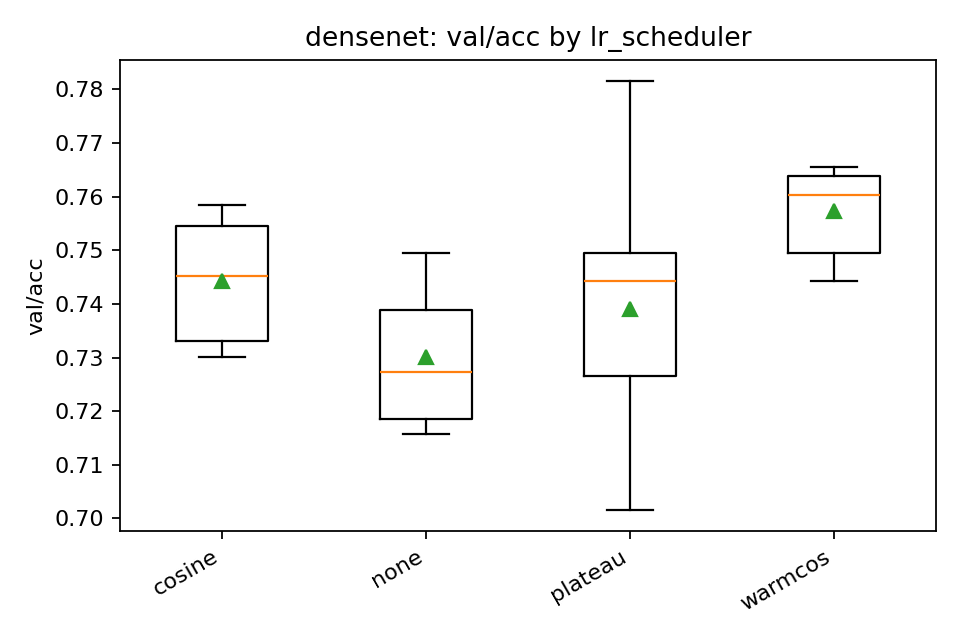 densenet: val/acc by lr_scheduler
val/acc
0.78
0.77
0.76
0.75
0.74
0.73
0.72
0.71
0.70
cosine
none
plateau
warmcos